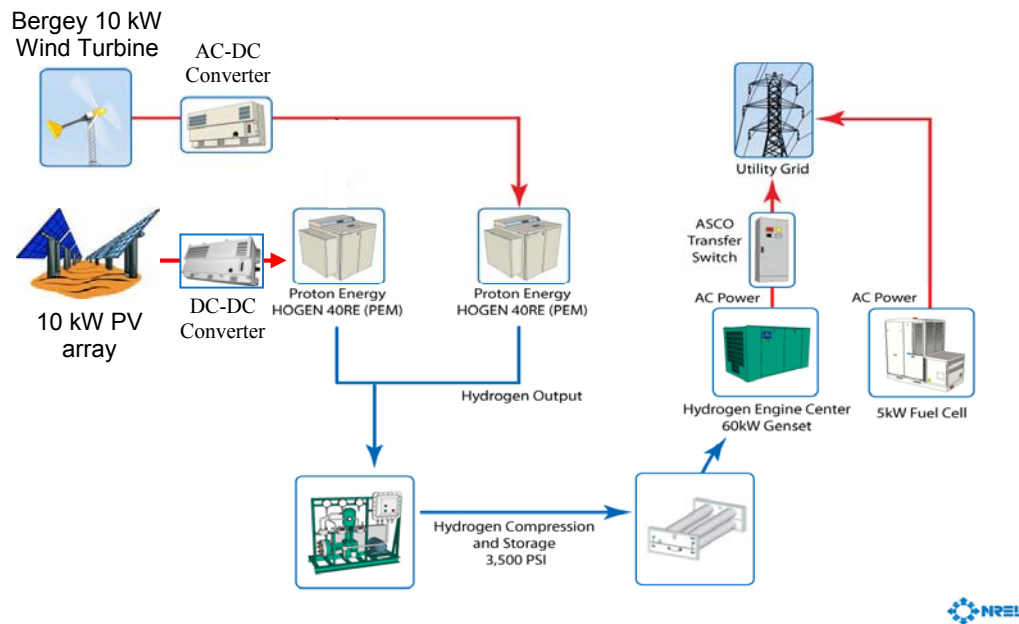 Bergey 10 kW
Wind Turbine
AC-DC
Converter
Utility Grid
ASCO
Transfer
Switch
10 kW PV
array
DC-DC
Converter
Proton Energy
HOGEN 40RE (PEM)
Proton Energy
HOGEN 40RE (PEM)
AC Power
AC Power
Hydrogen Output
Hydrogen Engine Center
60kW Genset
5kW Fuel Cell
Hydrogen Compression
and Storage
3,500 PSI
NREL